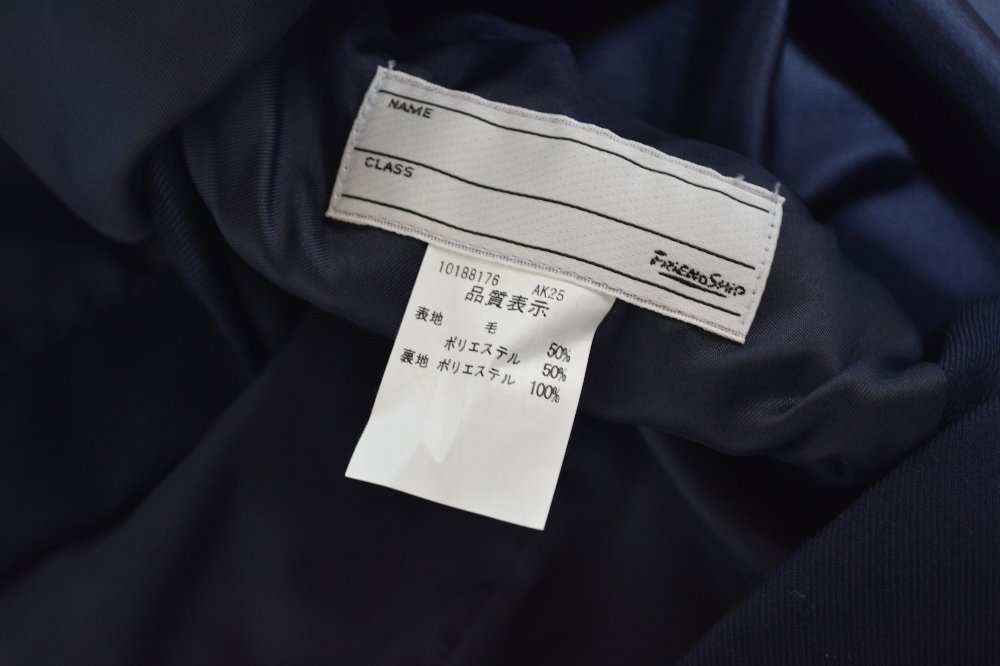 NAME
CLASS
FRIENDSHIP
10188176 AK25
品質表示
表地 毛 50%
ポリエステル 50%
裏地 ポリエステル 100%